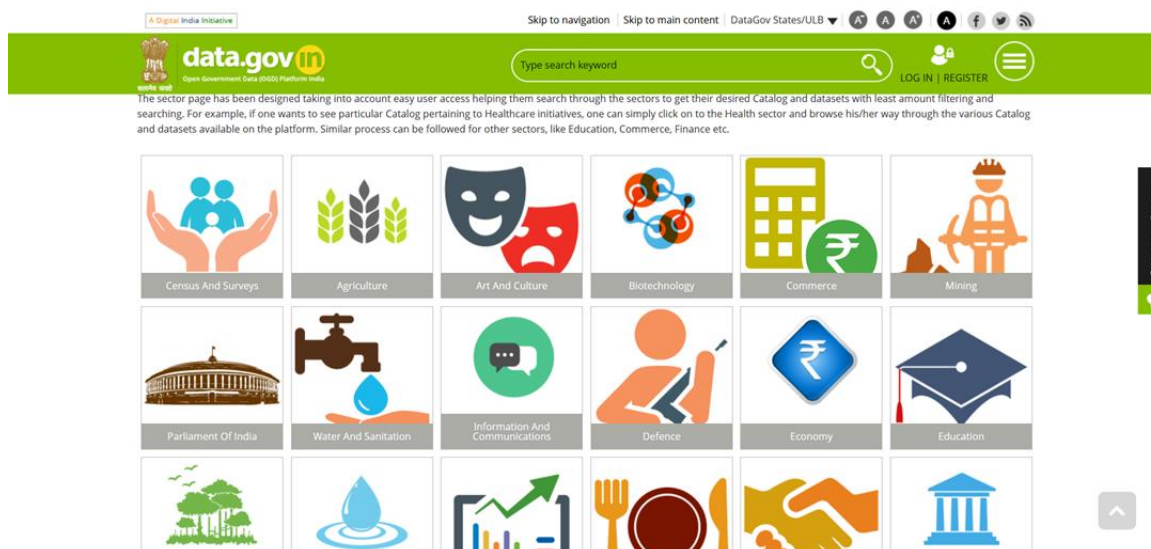 A Digital India Initiative
Skip to navigation
Skip to main content
DataGov States/ULB
A-
A
A+
A
data.gov in
Open Government Data (OGD) Platform India
सत्यमेव जयते
Type search keyword
LOG IN | REGISTER
The sector page has been designed taking into account easy user access helping them search through the sectors to get their desired Catalog and datasets with least amount filtering and
searching. For example, if one wants to see particular Catalog pertaining to Healthcare initiatives, one can simply click on to the Health sector and browse his/her way through the various Catalog
and datasets available on the platform. Similar process can be followed for other sectors, like Education, Commerce, Finance etc.
Census And Surveys
Agriculture
Art And Culture
Biotechnology
Commerce
Mining
Parliament Of India
Water And Sanitation
Information And
Communications
Defence
Economy
Education